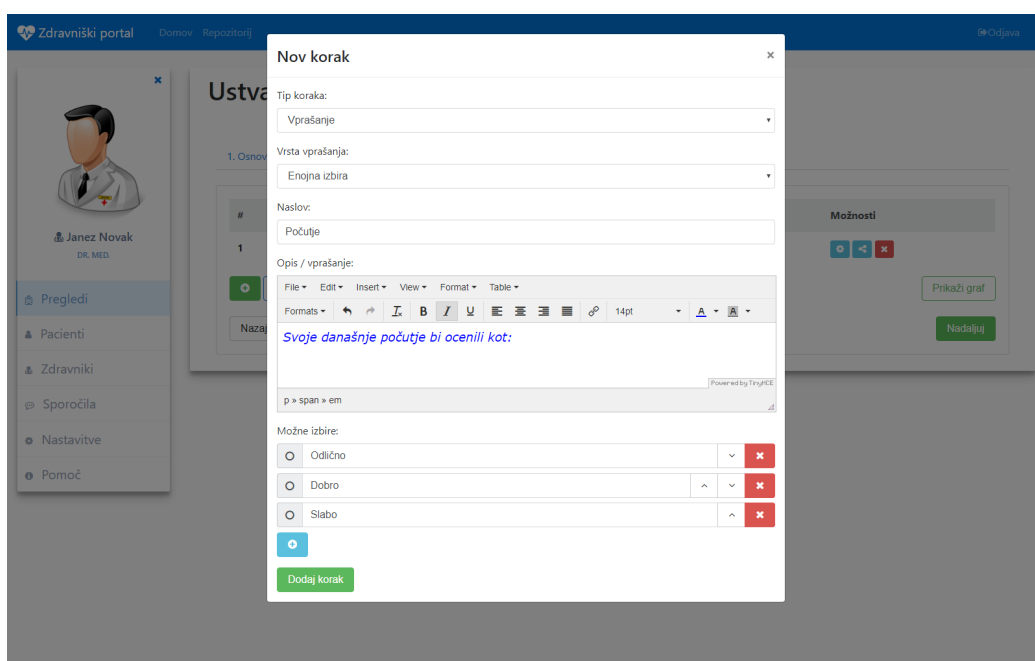 Zdravniški portal Domov Repozitorij Odjava
Janez Novak
DR. MED.
Pregledi
Pacienti
Zdravniki
Sporočila
Nastavitve
Pomoč
Ustva
1. Osnov
# Možnosti
1
Prikaži graf
Nazaj Nadaljuj
Nov korak ×
Tip koraka:
Vprašanje
Vrsta vprašanja:
Enojna izbira
Naslov:
Počutje
Opis / vprašanje:
File Edit Insert View Format Table
Formats B I U 14pt A A
Svoje današnje počutje bi ocenili kot:
Powered by TinyMCE
p » span » em
Možne izbire:
Odlično
Dobro
Slabo
Dodaj korak